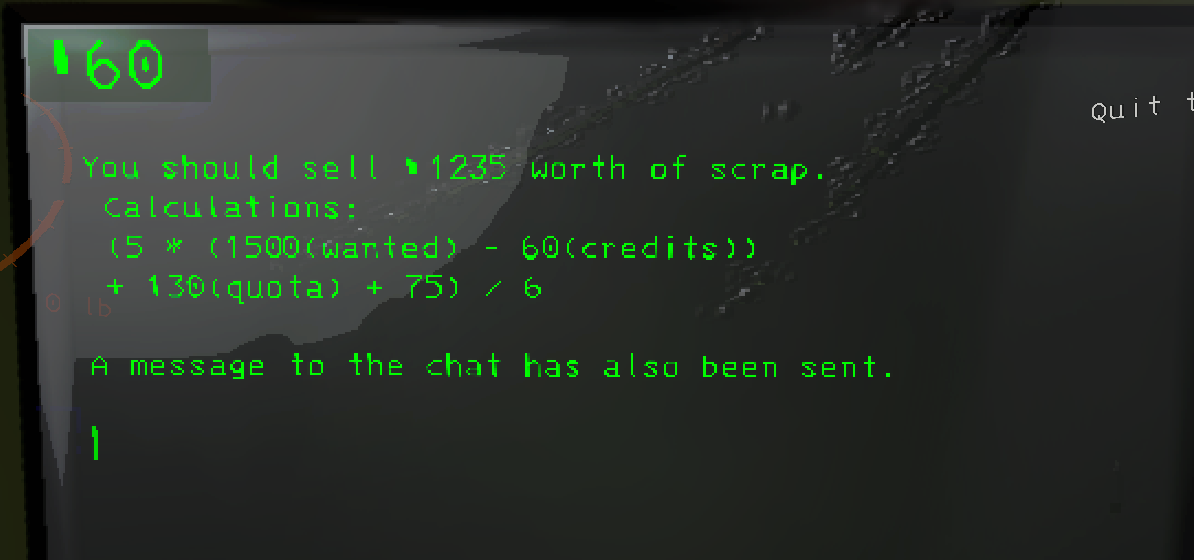 ▮60
Quit t
You should sell ▮1235 worth of scrap.
Calculations:
(5 * (1500(wanted) - 60(credits))
+ 130(quota) + 75) / 6
0 lb
A message to the chat has also been sent.